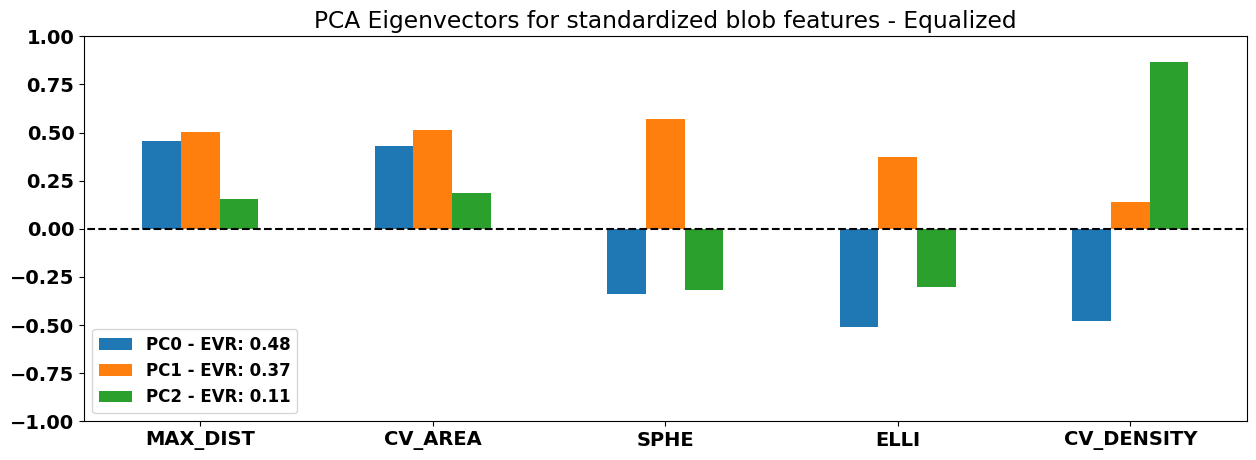 PCA Eigenvectors for standardized blob features - Equalized
1.00
0.75
0.50
0.25
0.00
−0.25
−0.50
−0.75
−1.00
PC0 - EVR: 0.48
PC1 - EVR: 0.37
PC2 - EVR: 0.11
MAX_DIST CV_AREA SPHE ELLI CV_DENSITY